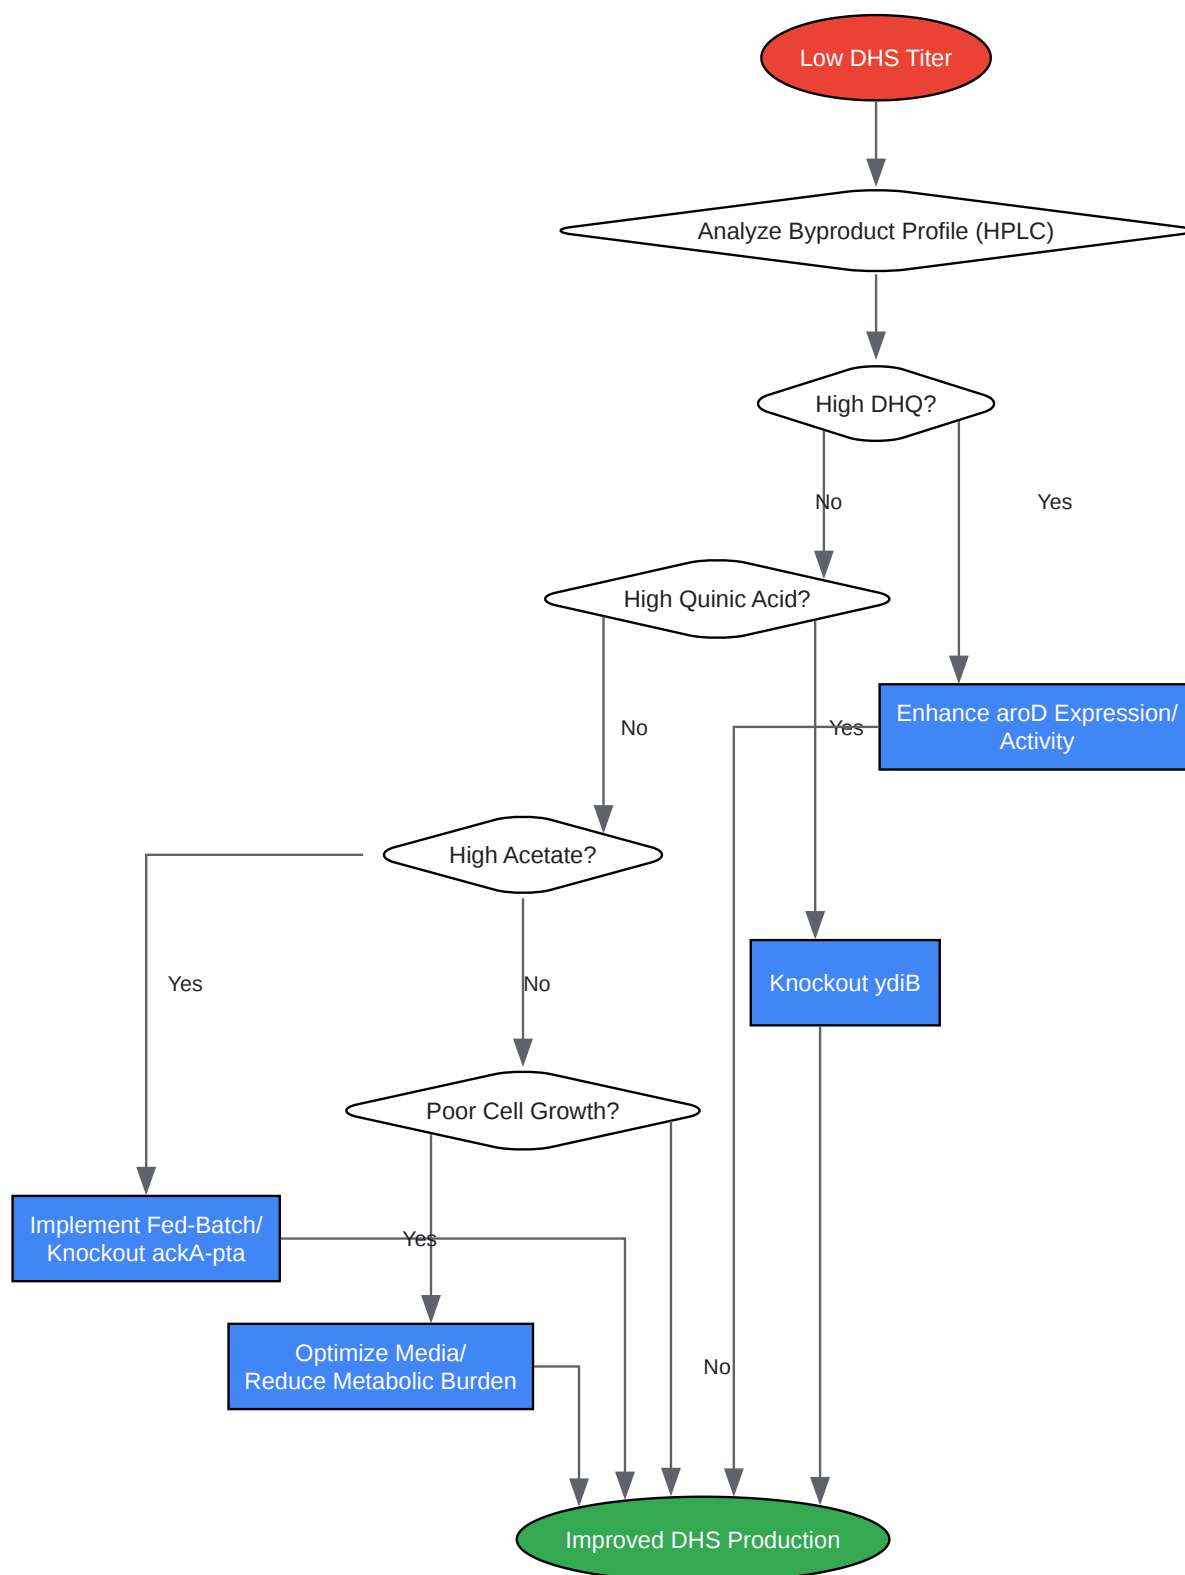 Low DHS Titer
Analyze Byproduct Profile (HPLC)
High DHQ?
No
Yes
High Quinic Acid?
Enhance aroD Expression/
Activity
No
Yes
High Acetate?
Knockout ydiB
Yes
No
Poor Cell Growth?
Implement Fed-Batch/
Knockout ackA-pta
Yes
Optimize Media/
Reduce Metabolic Burden
No
Improved DHS Production